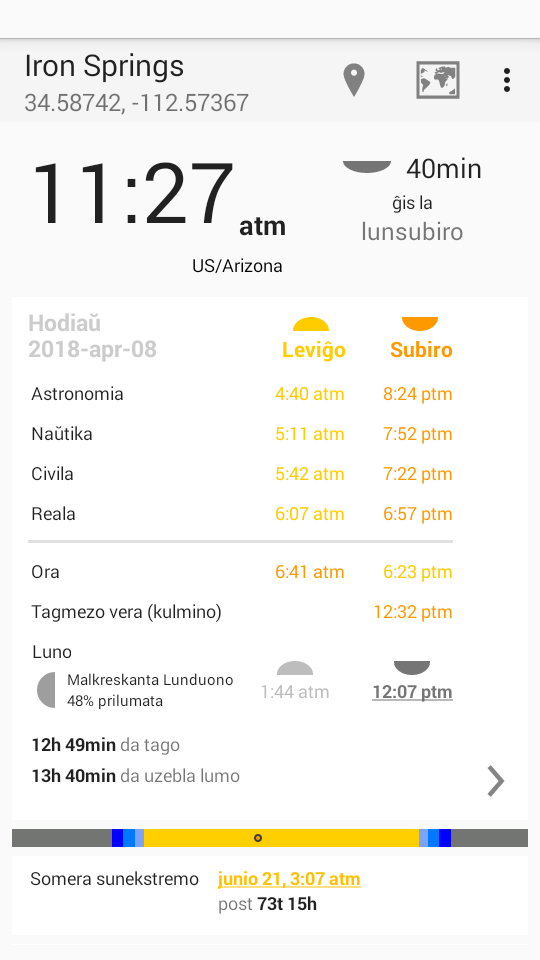 Iron Springs
34.58742, -112.57367
11:27 atm
US/Arizona
40min
ĝis la
lunsubiro
Hodiaŭ
2018-apr-08
Leviĝo Subiro
Astronomia 4:40 atm 8:24 ptm
Naŭtika 5:11 atm 7:52 ptm
Civila 5:42 atm 7:22 ptm
Reala 6:07 atm 6:57 ptm
Ora 6:41 atm 6:23 ptm
Tagmezo vera (kulmino) 12:32 ptm
Luno
Malkreskanta Lunduono
48% prilumata
1:44 atm 12:07 ptm
12h 49min da tago
13h 40min da uzebla lumo
Somera sunekstremo junio 21, 3:07 atm
post 73t 15h